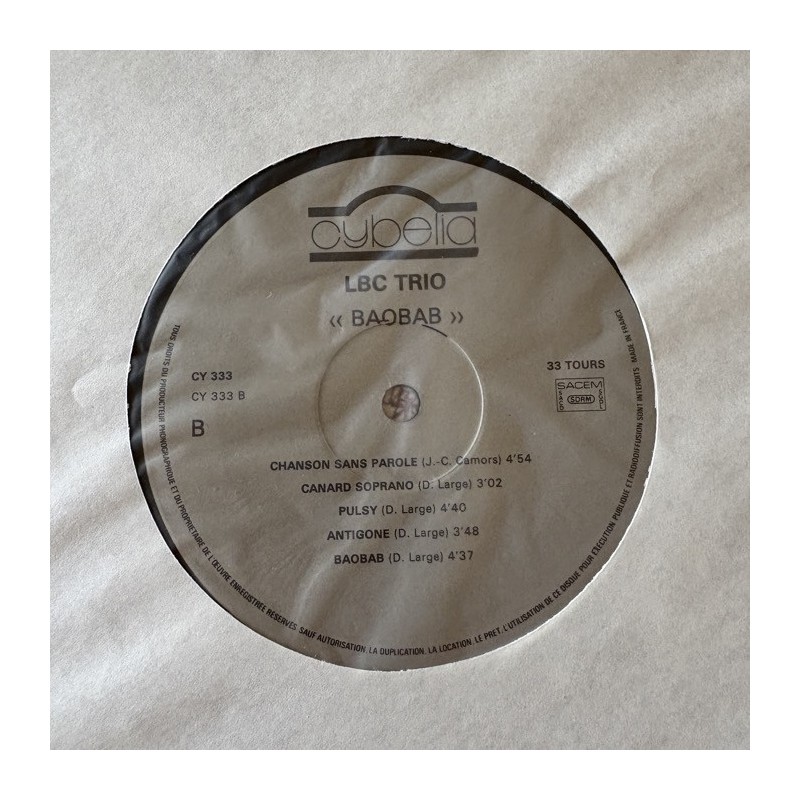 cybelia
LBC TRIO
« BAOBAB »
CY 333
CY 333 B
B
33 TOURS
SACEM
SDRM
CHANSON SANS PAROLE (J.-C. Camors) 4'54
CANARD SOPRANO (D. Large) 3'02
PULSY (D. Large) 4'40
ANTIGONE (D. Large) 3'48
BAOBAB (D. Large) 4'37
TOUS DROITS DU PRODUCTEUR PHONOGRAPHIQUE ET DU PROPRIETAIRE DE L'ŒUVRE ENREGISTREE RESERVES. SAUF AUTORISATION. LA DUPLICATION. LA LOCATION. LE PRET. L'UTILISATION DE CE DISQUE POUR EXECUTION PUBLIQUE ET RADIODIFFUSION SONT INTERDITS MADE IN FRANCE